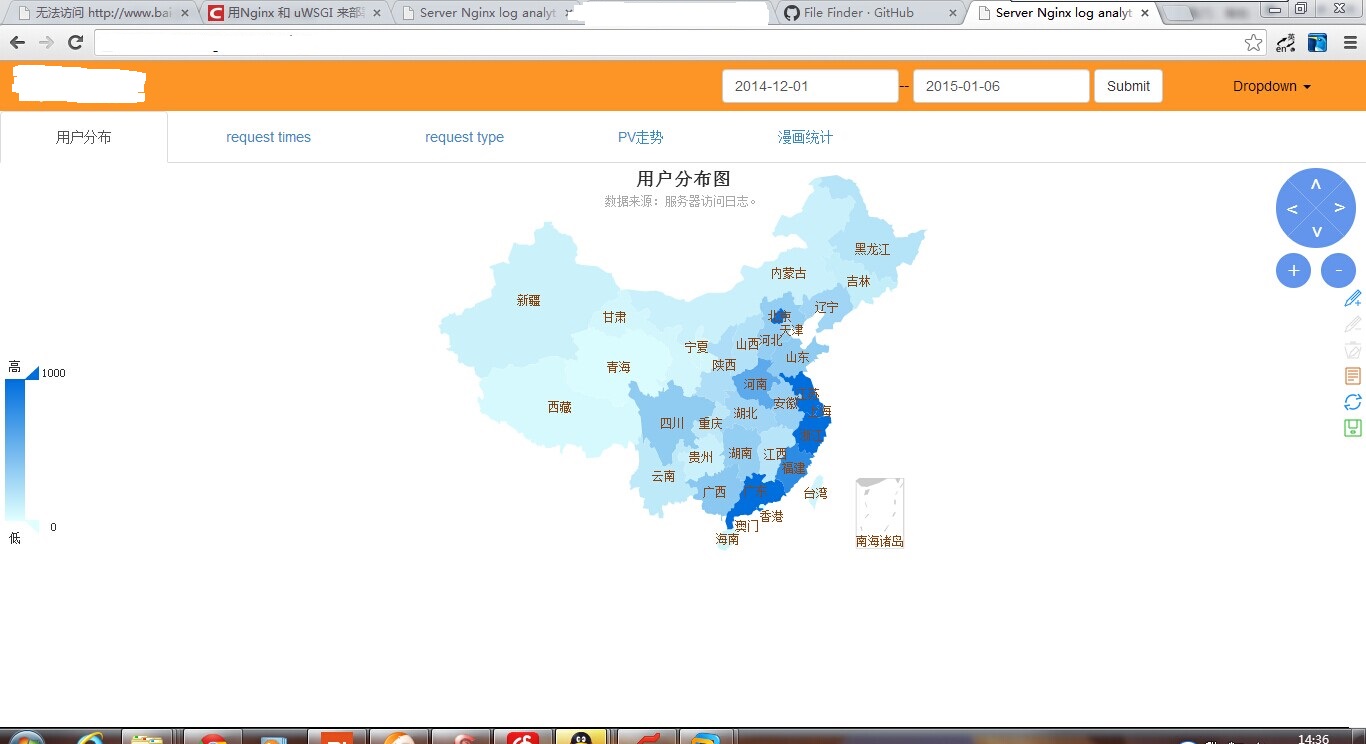 无法访问 http://www.bai
用Nginx 和 uWSGI 来部
Server Nginx log analyt
File Finder · GitHub
Server Nginx log analyt
英
en
2014-12-01
--
2015-01-06
Submit
Dropdown
用户分布
request times
request type
PV走势
漫画统计
用户分布图
数据来源：服务器访问日志。
黑龙江
内蒙古
吉林
新疆
辽宁
甘肃
北京
天津
山西
河北
宁夏
山东
青海
陕西
河南
江苏
西藏
安徽
上海
湖北
四川
重庆
浙江
湖南
江西
贵州
福建
云南
广西
广东
台湾
香港
澳门
海南
南海诸岛
高
1000
0
低
14:36